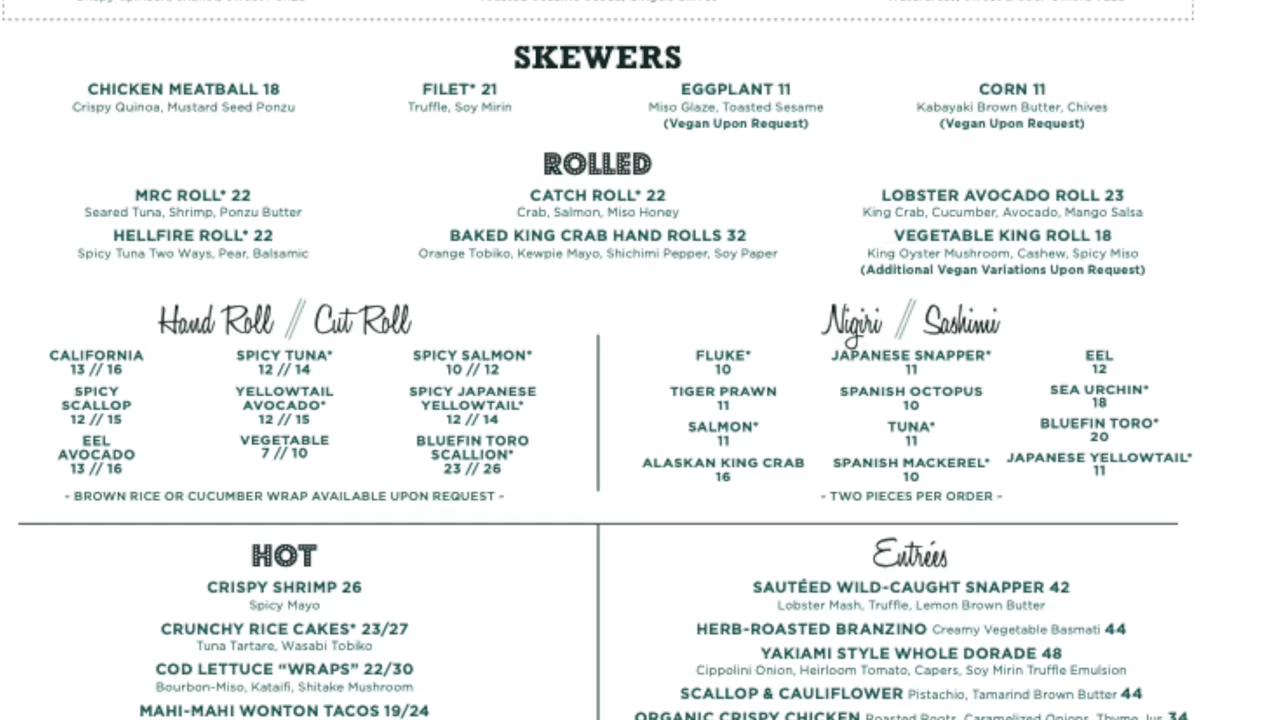 SKEWERS
CHICKEN MEATBALL 18
Crispy Quinoa, Mustard Seed Ponzu
FILET* 21
Truffle, Soy Mirin
EGGPLANT 11
Miso Glaze, Toasted Sesame
(Vegan Upon Request)
CORN 11
Kabayaki Brown Butter, Chives
(Vegan Upon Request)
ROLLED
MRC ROLL* 22
Seared Tuna, Shrimp, Ponzu Butter
HELLFIRE ROLL* 22
Spicy Tuna Two Ways, Pear, Balsamic
CATCH ROLL* 22
Crab, Salmon, Miso Honey
BAKED KING CRAB HAND ROLLS 32
Orange Tobiko, Kewpie Mayo, Shichimi Pepper, Soy Paper
LOBSTER AVOCADO ROLL 23
King Crab, Cucumber, Avocado, Mango Salsa
VEGETABLE KING ROLL 18
King Oyster Mushroom, Cashew, Spicy Miso
(Additional Vegan Variations Upon Request)
Hand Roll // Cut Roll
CALIFORNIA
13 // 16
SPICY
SCALLOP
12 // 15
EEL
AVOCADO
13 // 16
SPICY TUNA*
12 // 14
YELLOWTAIL
AVOCADO*
12 // 15
VEGETABLE
7 // 10
SPICY SALMON*
10 // 12
SPICY JAPANESE
YELLOWTAIL*
12 // 14
BLUEFIN TORO
SCALLION*
23 // 26
- BROWN RICE OR CUCUMBER WRAP AVAILABLE UPON REQUEST -
Nigiri // Sashimi
FLUKE*
10
TIGER PRAWN
11
SALMON*
11
ALASKAN KING CRAB
16
JAPANESE SNAPPER*
11
SPANISH OCTOPUS
10
TUNA*
11
SPANISH MACKEREL*
10
EEL
12
SEA URCHIN*
18
BLUEFIN TORO*
20
JAPANESE YELLOWTAIL*
11
- TWO PIECES PER ORDER -
HOT
CRISPY SHRIMP 26
Spicy Mayo
CRUNCHY RICE CAKES* 23/27
Tuna Tartare, Wasabi Tobiko
COD LETTUCE “WRAPS” 22/30
Bourbon-Miso, Kataifi, Shitake Mushroom
MAHI-MAHI WONTON TACOS 19/24
Entrées
SAUTÉED WILD-CAUGHT SNAPPER 42
Lobster Mash, Truffle, Lemon Brown Butter
HERB-ROASTED BRANZINO Creamy Vegetable Basmati 44
YAKIAMI STYLE WHOLE DORADE 48
Cippolini Onion, Heirloom Tomato, Capers, Soy Mirin Truffle Emulsion
SCALLOP & CAULIFLOWER Pistachio, Tamarind Brown Butter 44
ORGANIC CRISPY CHICKEN Roasted Roots, Caramelized Onions, Thyme Jus 34